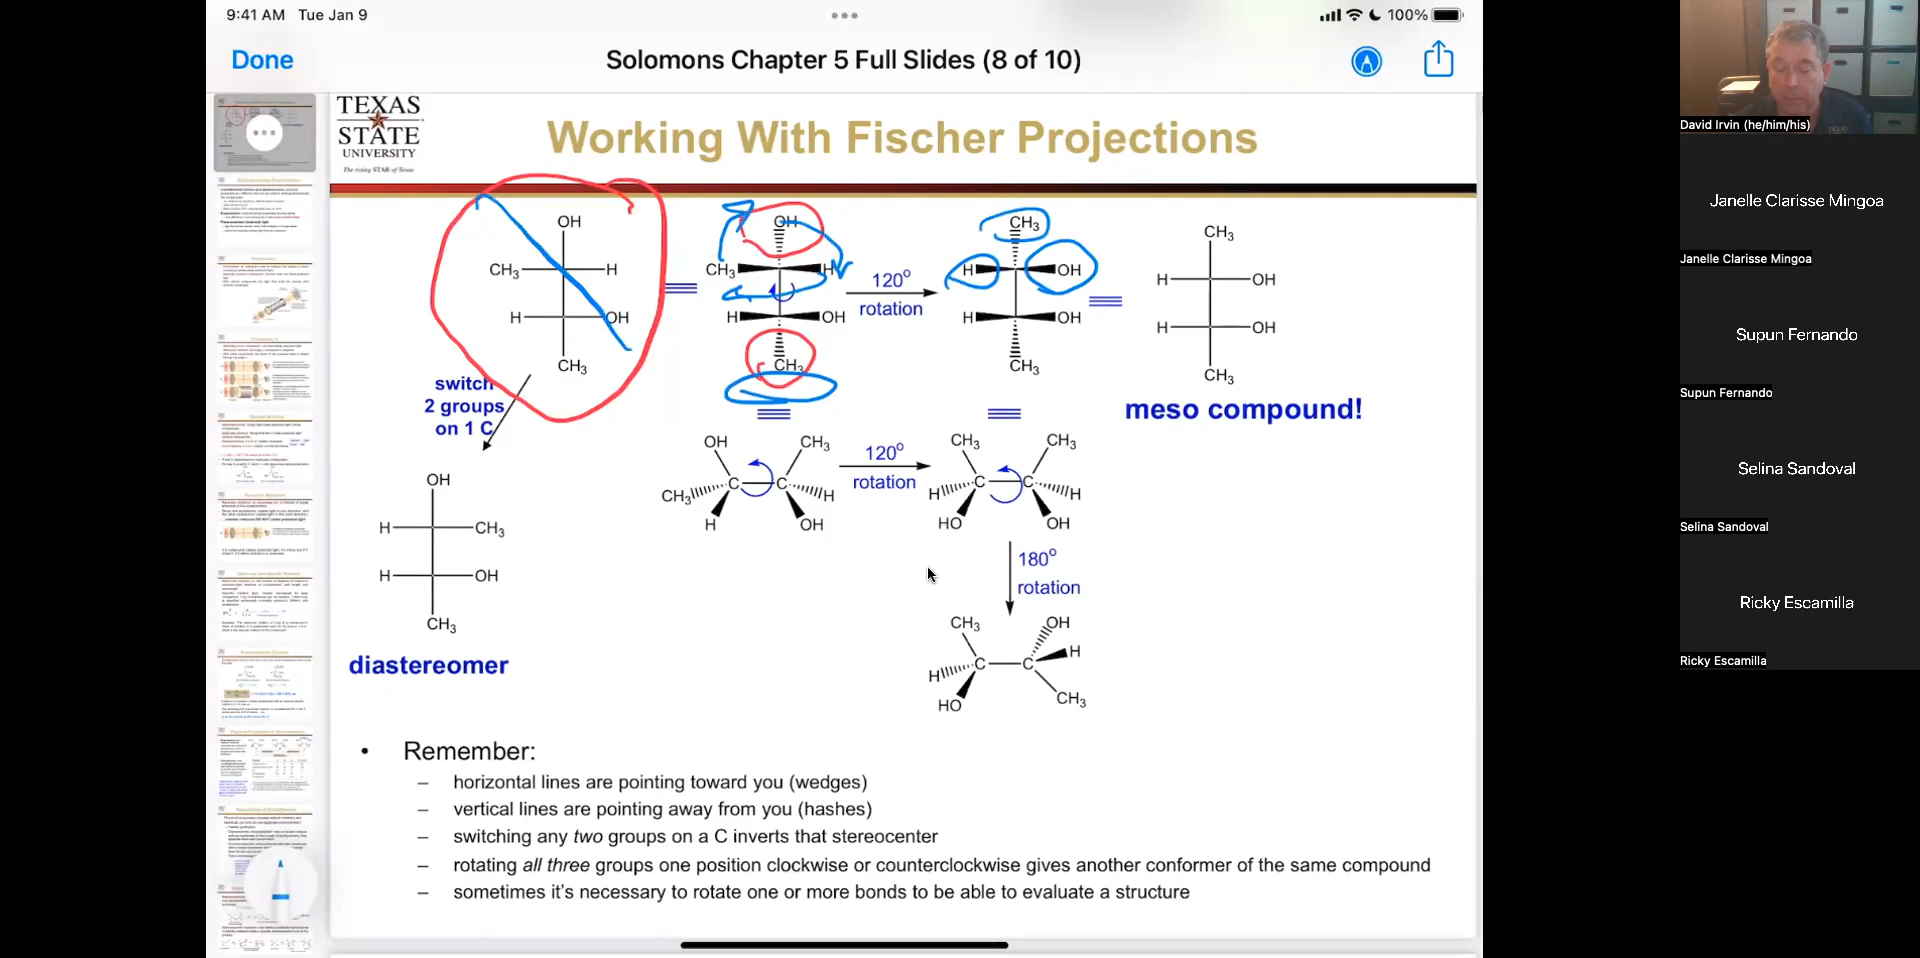 9:41 AM Tue Jan 9
100%
Done
Solomons Chapter 5 Full Slides (8 of 10)
TEXAS
STATE
UNIVERSITY
The rising STAR of Texas
Working With Fischer Projections
OH
CH3
H
H
OH
CH3
OH
CH3
H
H
OH
CH3
120o
rotation
CH3
H
OH
H
OH
CH3
CH3
H
OH
H
OH
CH3
meso compound!
switch
2 groups
on 1 C
OH
H
CH3
H
OH
CH3
diastereomer
OH
CH3
CH3
C
C
H
H
OH
120o
rotation
CH3
CH3
H
C
C
H
HO
OH
180o
rotation
CH3
OH
H
C
C
H
HO
CH3
• Remember:
– horizontal lines are pointing toward you (wedges)
– vertical lines are pointing away from you (hashes)
– switching any two groups on a C inverts that stereocenter
– rotating all three groups one position clockwise or counterclockwise gives another conformer of the same compound
– sometimes it's necessary to rotate one or more bonds to be able to evaluate a structure
David Irvin (he/him/his)
Janelle Clarisse Mingoa
Janelle Clarisse Mingoa
Supun Fernando
Supun Fernando
Selina Sandoval
Selina Sandoval
Ricky Escamilla
Ricky Escamilla